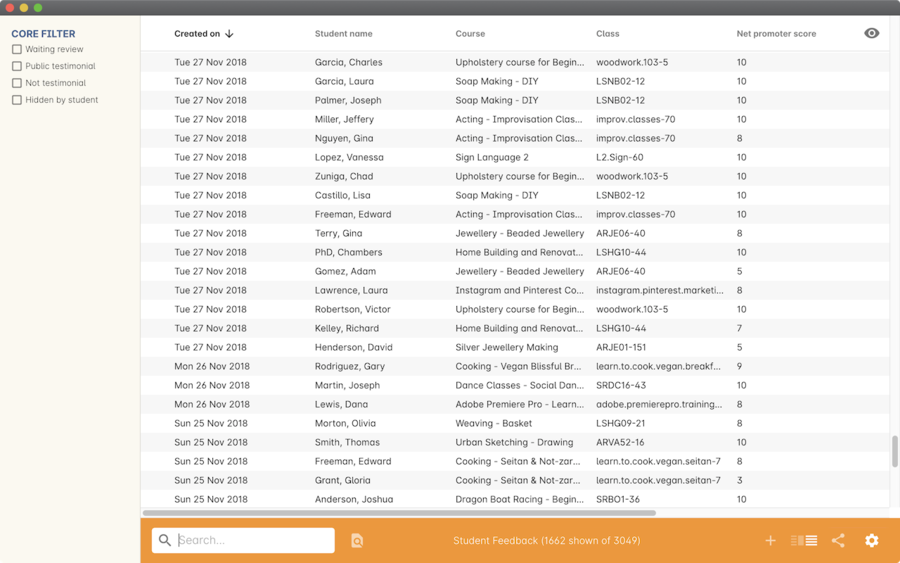 CORE FILTER
Waiting review
Public testimonial
Not testimonial
Hidden by student
Created on Student name Course Class Net promoter score
Tue 27 Nov 2018 Garcia, Charles Upholstery course for Begin... woodwork.103-5 10
Tue 27 Nov 2018 Garcia, Laura Soap Making - DIY LSNB02-12 10
Tue 27 Nov 2018 Palmer, Joseph Soap Making - DIY LSNB02-12 10
Tue 27 Nov 2018 Miller, Jeffery Acting - Improvisation Clas... improv.classes-70 10
Tue 27 Nov 2018 Nguyen, Gina Acting - Improvisation Clas... improv.classes-70 8
Tue 27 Nov 2018 Lopez, Vanessa Sign Language 2 L2.Sign-60 10
Tue 27 Nov 2018 Zuniga, Chad Upholstery course for Begin... woodwork.103-5 10
Tue 27 Nov 2018 Castillo, Lisa Soap Making - DIY LSNB02-12 10
Tue 27 Nov 2018 Freeman, Edward Acting - Improvisation Clas... improv.classes-70 10
Tue 27 Nov 2018 Terry, Gina Jewellery - Beaded Jewellery ARJE06-40 8
Tue 27 Nov 2018 PhD, Chambers Home Building and Renovat... LSHG10-44 10
Tue 27 Nov 2018 Gomez, Adam Jewellery - Beaded Jewellery ARJE06-40 5
Tue 27 Nov 2018 Lawrence, Laura Instagram and Pinterest Co... instagram.pinterest.marketi... 8
Tue 27 Nov 2018 Robertson, Victor Upholstery course for Begin... woodwork.103-5 10
Tue 27 Nov 2018 Kelley, Richard Home Building and Renovat... LSHG10-44 7
Tue 27 Nov 2018 Henderson, David Silver Jewellery Making ARJE01-151 5
Mon 26 Nov 2018 Rodriguez, Gary Cooking - Vegan Blissful Br... learn.to.cook.vegan.breakf... 9
Mon 26 Nov 2018 Martin, Joseph Dance Classes - Social Dan... SRDC16-43 10
Mon 26 Nov 2018 Lewis, Dana Adobe Premiere Pro - Learn... adobe.premierepro.training... 8
Sun 25 Nov 2018 Morton, Olivia Weaving - Basket LSHG09-21 8
Sun 25 Nov 2018 Smith, Thomas Urban Sketching - Drawing ARVA52-16 10
Sun 25 Nov 2018 Freeman, Edward Cooking - Seitan & Not-zar... learn.to.cook.vegan.seitan-7 8
Sun 25 Nov 2018 Grant, Gloria Cooking - Seitan & Not-zar... learn.to.cook.vegan.seitan-7 3
Sun 25 Nov 2018 Anderson, Joshua Dragon Boat Racing - Begin... SRBO1-36 10
Search... Student Feedback (1662 shown of 3049)